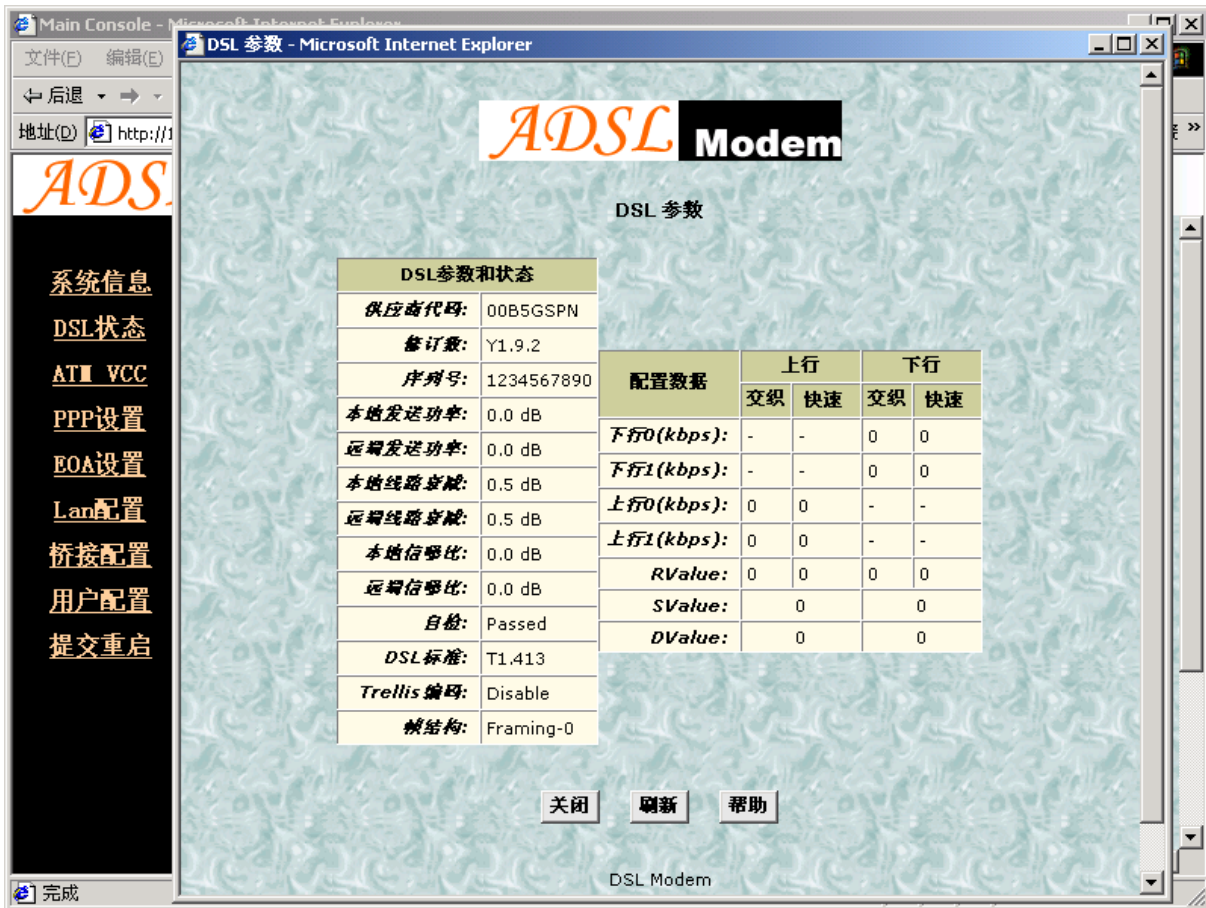 Main Console - Microsoft Internet Explorer
文件(F) 编辑(E)
后退
地址(D) http://1
ADS
系统信息
DSL状态
ATM VCC
PPP设置
EOA设置
Lan配置
桥接配置
用户配置
提交重启
完成
DSL 参数 - Microsoft Internet Explorer
ADSL Modem
DSL 参数
DSL参数和状态
供应商代码: 00B5GSPN
修订数: Y1.9.2
序列号: 1234567890
本地发送功率: 0.0 dB
远端发送功率: 0.0 dB
本地线路衰减: 0.5 dB
远端线路衰减: 0.5 dB
本地信噪比: 0.0 dB
远端信噪比: 0.0 dB
自检: Passed
DSL标准: T1.413
Trellis编码: Disable
帧结构: Framing-0
配置数据 上行 下行
交织 快速 交织 快速
下行0(kbps): - - 0 0
下行1(kbps): - - 0 0
上行0(kbps): 0 0 - -
上行1(kbps): 0 0 - -
RValue: 0 0 0 0
SValue: 0 0
DValue: 0 0
关闭 刷新 帮助
DSL Modem